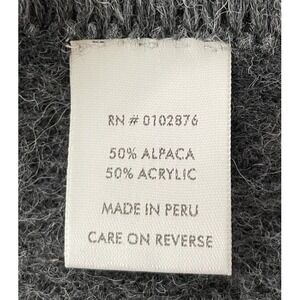 RN # 0102876
50% ALPACA
50% ACRYLIC
MADE IN PERU
CARE ON REVERSE